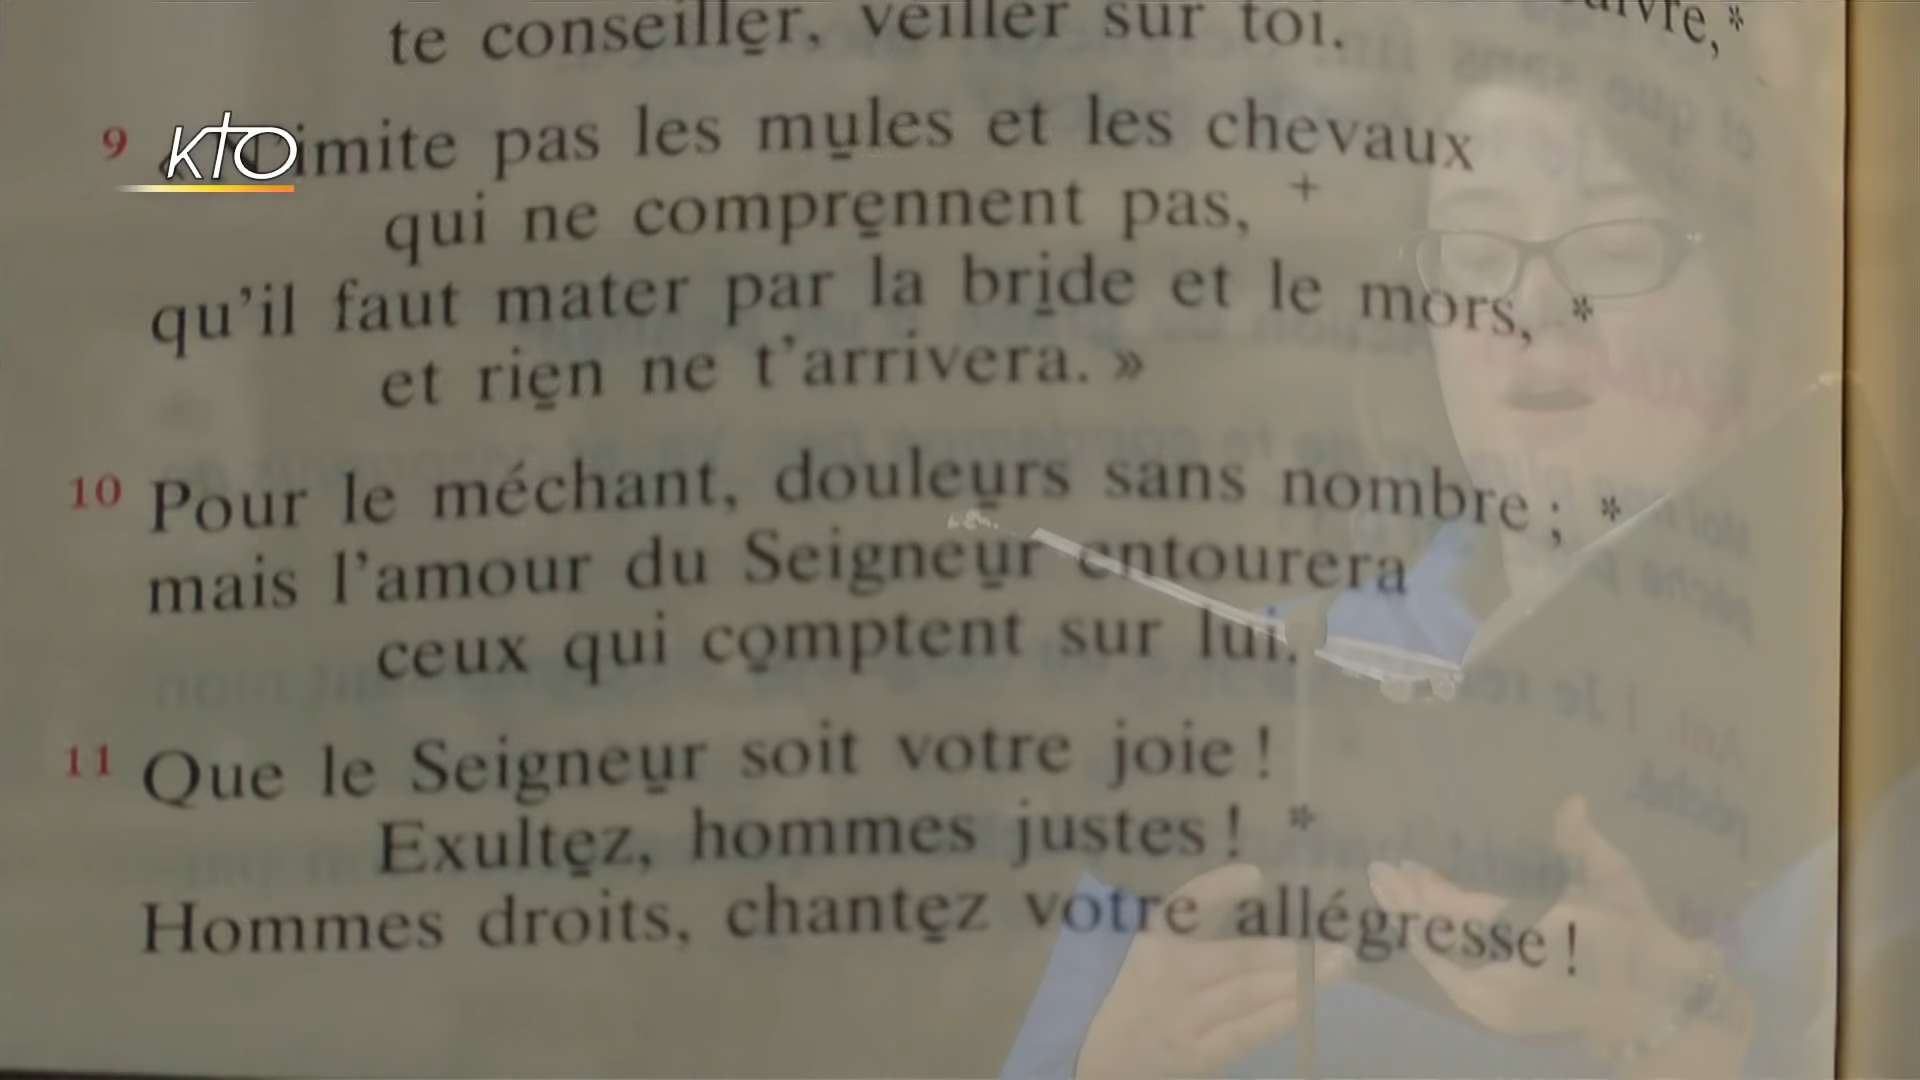 uivre,*
te conseiller, veiller sur toi.
9 imite pas les mules et les chevaux
KTO
qui ne comprennent pas, +
qu'il faut mater par la bride et le mors, *
et rien ne t'arrivera. »
10 Pour le méchant, douleurs sans nombre ; *
mais l'amour du Seigneur entourera
ceux qui comptent sur lui.
11 Que le Seigneur soit votre joie !
Exultez, hommes justes ! *
Hommes droits, chantez votre allégresse !